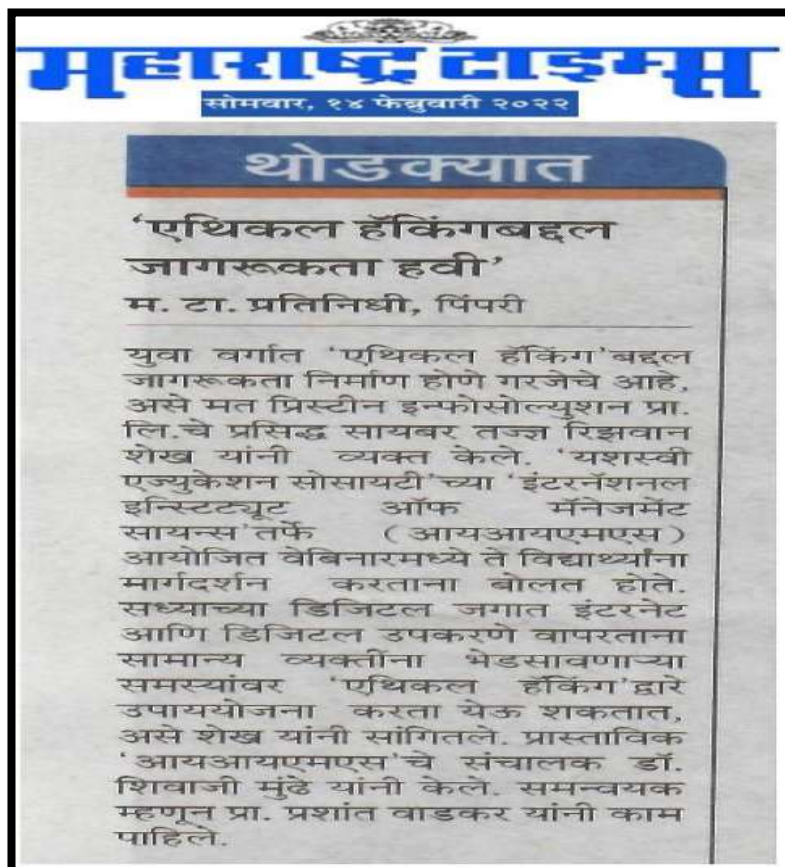 महाराष्ट्र टाइम्स
सोमवार, १४ फेब्रुवारी २०२२
थोडक्यात
‘एथिकल हॅकिंगबद्दल
जागरूकता हवी’
म. टा. प्रतिनिधी, पिंपरी
युवा वर्गात ‘एथिकल हॅकिंग’बद्दल
जागरूकता निर्माण होणे गरजेचे आहे,
असे मत प्रिस्टीन इन्फोसोल्युशन प्रा.
लि.चे प्रसिद्ध सायबर तज्ज्ञ रिझवान
शेख यांनी व्यक्त केले. ‘यशस्वी
एज्युकेशन सोसायटी’च्या ‘इंटरनॅशनल
इन्स्टिट्यूट ऑफ मॅनेजमेंट
सायन्स’तर्फे (आयआयएमएस)
आयोजित वेबिनारमध्ये ते विद्यार्थ्यांना
मार्गदर्शन करताना बोलत होते.
सध्याच्या डिजिटल जगात इंटरनेट
आणि डिजिटल उपकरणे वापरताना
सामान्य व्यक्तींना भेडसावणाऱ्या
समस्यांवर ‘एथिकल हॅकिंग’द्वारे
उपाययोजना करता येऊ शकतात,
असे शेख यांनी सांगितले. प्रास्ताविक
‘आयआयएमएस’चे संचालक डॉ.
शिवाजी मुंढे यांनी केले. समन्वयक
म्हणून प्रा. प्रशांत वाडकर यांनी काम
पाहिले.